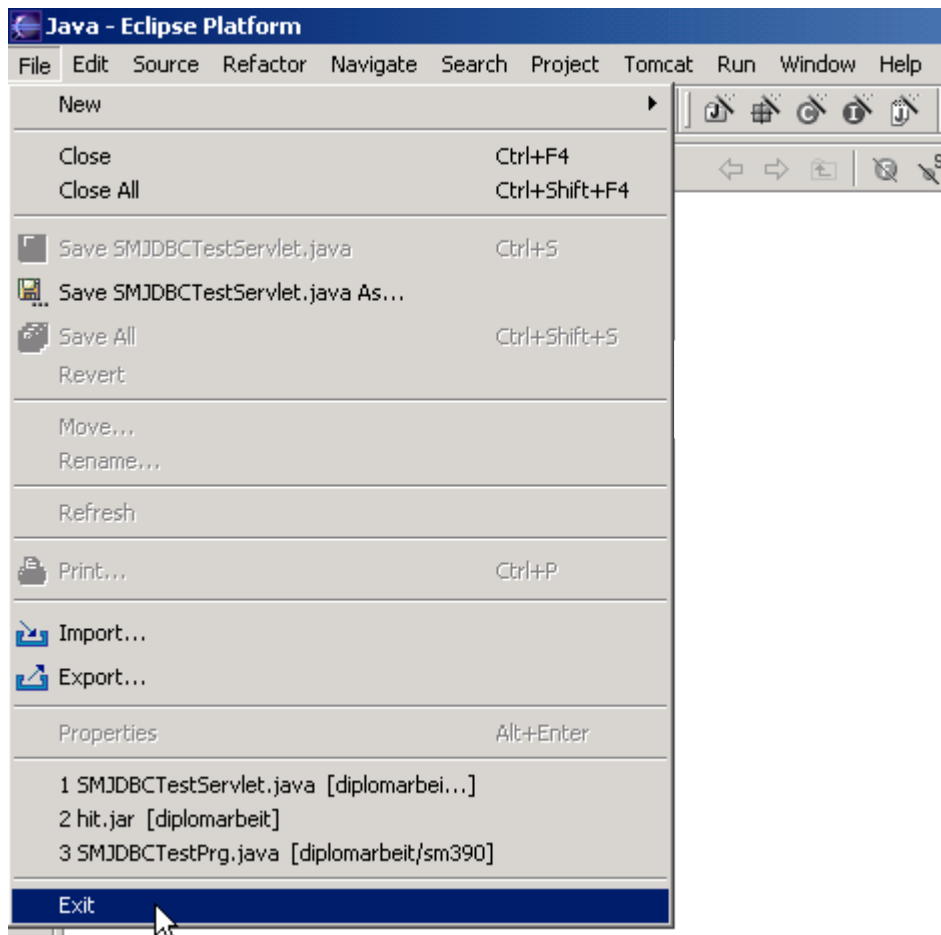 Java - Eclipse Platform
File Edit Source Refactor Navigate Search Project Tomcat Run Window Help
New
Close Ctrl+F4
Close All Ctrl+Shift+F4
Save SMJDBCTestServlet.java Ctrl+S
Save SMJDBCTestServlet.java As...
Save All Ctrl+Shift+S
Revert
Move...
Rename...
Refresh
Print... Ctrl+P
Import...
Export...
Properties Alt+Enter
1 SMJDBCTestServlet.java [diplomarbei...]
2 hit.jar [diplomarbeit]
3 SMJDBCTestPrg.java [diplomarbeit/sm390]
Exit